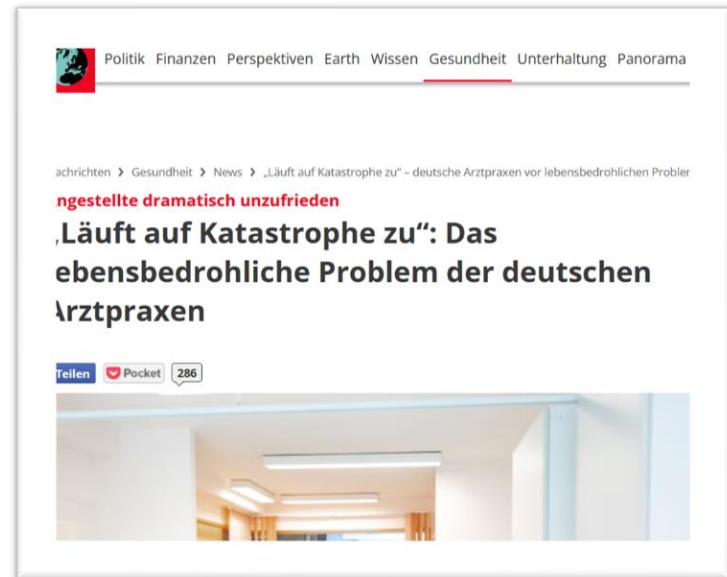 Politik Finanzen Perspektiven Earth Wissen Gesundheit Unterhaltung Panorama
achrichten ❯ Gesundheit ❯ News ❯ „Läuft auf Katastrophe zu“ – deutsche Arztpraxen vor lebensbedrohlichen Probler
ngestellte dramatisch unzufrieden
„Läuft auf Katastrophe zu“: Das
ebensbedrohliche Problem der deutschen
Arztpraxen
Teilen Pocket 286